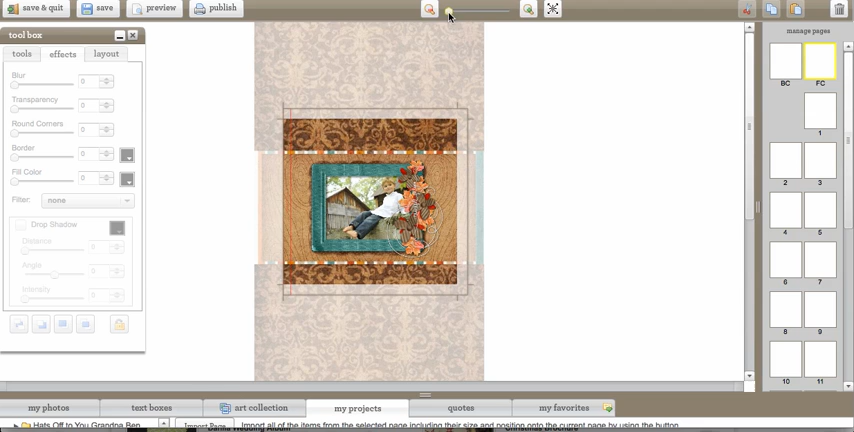 save & quit save preview publish
tool box
tools effects layout
Blur 0
Transparency 0
Round Corners 0
Border 0
Fill Color 0
Filter: none
Drop Shadow
Distance 0
Angle 0
Intensity 0
manage pages
BC FC
1
2 3
4 5
6 7
8 9
10 11
my photos text boxes art collection my projects quotes my favorites
Hats Off to You Grandpa Ben Import Page Import all of the items from the selected page including their size and position onto the current page by using the button